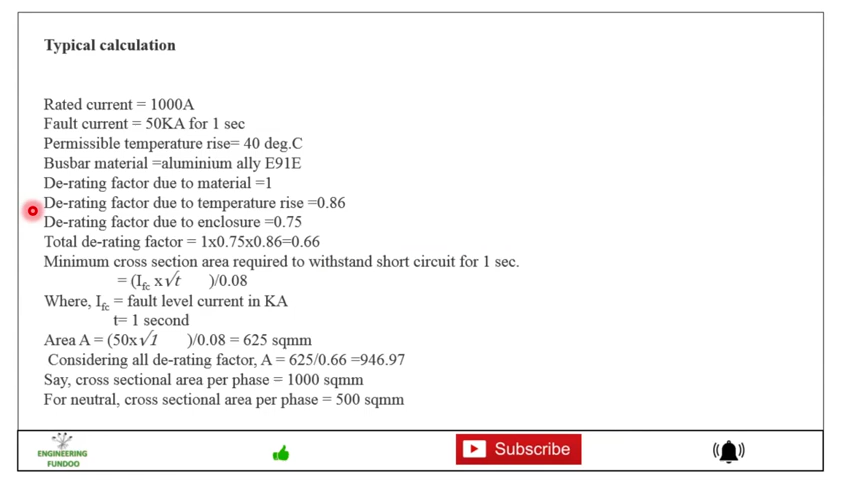 Typical calculation
Rated current = 1000A
Fault current = 50KA for 1 sec
Permissible temperature rise= 40 deg.C
Busbar material =aluminium ally E91E
De-rating factor due to material =1
De-rating factor due to temperature rise =0.86
De-rating factor due to enclosure =0.75
Total de-rating factor = 1x0.75x0.86=0.66
Minimum cross section area required to withstand short circuit for 1 sec.
= (Ifc x√t )/0.08
Where, Ifc = fault level current in KA
t= 1 second
Area A = (50x√1 )/0.08 = 625 sqmm
Considering all de-rating factor, A = 625/0.66 =946.97
Say, cross sectional area per phase = 1000 sqmm
For neutral, cross sectional area per phase = 500 sqmm
ENGINEERING
FUNDOO
Subscribe